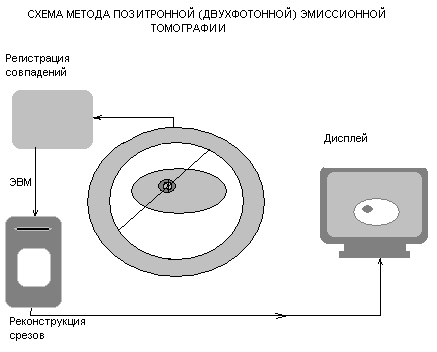 СХЕМА МЕТОДА ПОЗИТРОННОЙ (ДВУХФОТОННОЙ) ЭМИССИОННОЙ
ТОМОГРАФИИ
Регистрация
совпадений
Дисплей
ЭВМ
Реконструкция
срезов